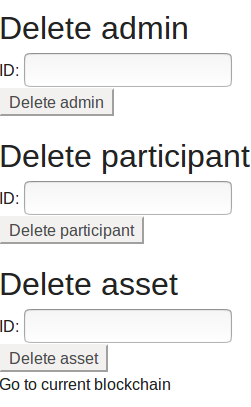 Delete admin
ID:
Delete admin
Delete participant
ID:
Delete participant
Delete asset
ID:
Delete asset
Go to current blockchain